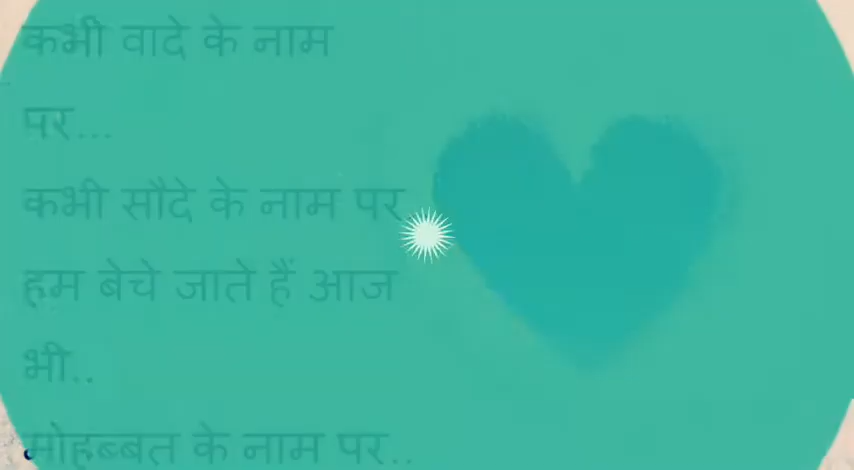 कभी वादे के नाम
पर...
कभी सौदे के नाम पर
हम बेचे जाते हैं आज
भी..
मोहब्बत के नाम पर..